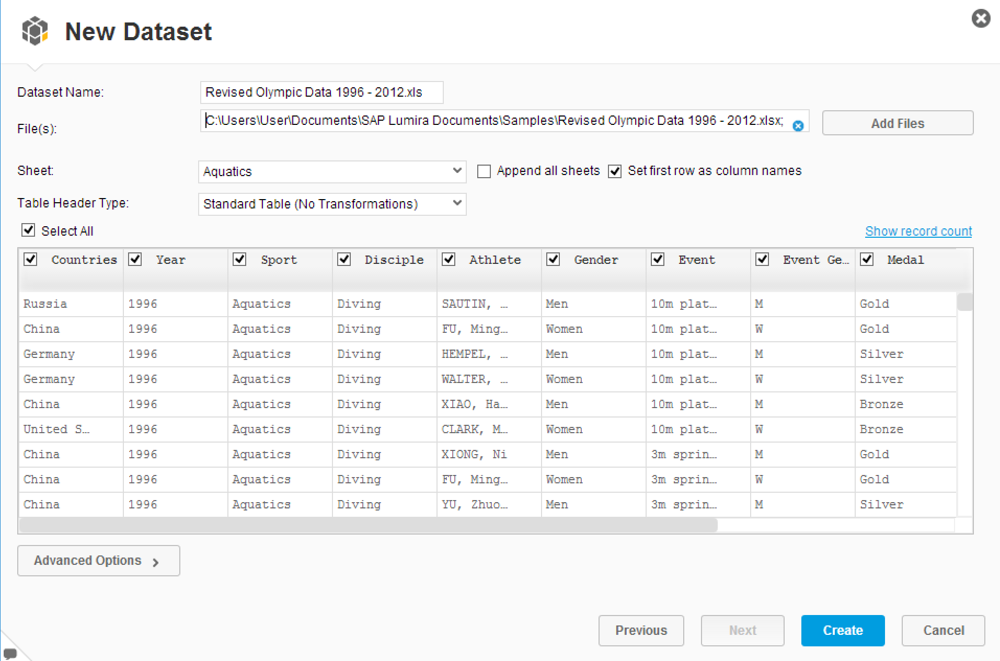 New Dataset
Dataset Name: Revised Olympic Data 1996 - 2012.xls
File(s): C:\Users\User\Documents\SAP Lumira Documents\Samples\Revised Olympic Data 1996 - 2012.xlsx; Add Files
Sheet: Aquatics Append all sheets Set first row as column names
Table Header Type: Standard Table (No Transformations)
Select All Show record count
Countries Year Sport Disciple Athlete Gender Event Event Ge... Medal
Russia 1996 Aquatics Diving SAUTIN, ... Men 10m plat... M Gold
China 1996 Aquatics Diving FU, Ming... Women 10m plat... W Gold
Germany 1996 Aquatics Diving HEMPEL, ... Men 10m plat... M Silver
Germany 1996 Aquatics Diving WALTER, ... Women 10m plat... W Silver
China 1996 Aquatics Diving XIAO, Ha... Men 10m plat... M Bronze
United S... 1996 Aquatics Diving CLARK, M... Women 10m plat... W Bronze
China 1996 Aquatics Diving XIONG, Ni Men 3m sprin... M Gold
China 1996 Aquatics Diving FU, Ming... Women 3m sprin... W Gold
China 1996 Aquatics Diving YU, Zhuo... Men 3m sprin... M Silver
Advanced Options
Previous Next Create Cancel